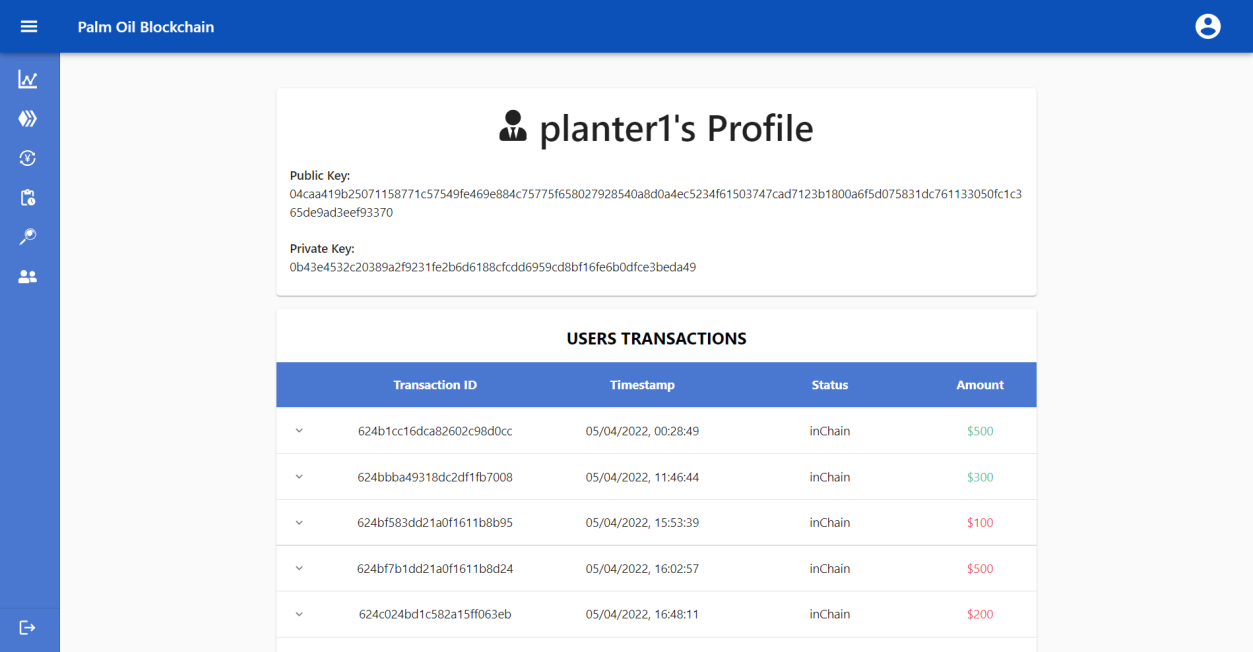 Palm Oil Blockchain
planter1's Profile
Public Key:
04caa419b25071158771c57549fe469e884c75775f658027928540a8d0a4ec5234f61503747cad7123b1800a6f5d075831dc761133050fc1c3
65de9ad3eef93370
Private Key:
0b43e4532c20389a2f9231fe2b6d6188cfcdd6959cd8bf16fe6b0dfce3beda49
USERS TRANSACTIONS
Transaction ID Timestamp Status Amount
624b1cc16dca82602c98d0cc 05/04/2022, 00:28:49 inChain $500
624bbba49318dc2df1fb7008 05/04/2022, 11:46:44 inChain $300
624bf583dd21a0f1611b8b95 05/04/2022, 15:53:39 inChain $100
624bf7b1dd21a0f1611b8d24 05/04/2022, 16:02:57 inChain $500
624c024bd1c582a15ff063eb 05/04/2022, 16:48:11 inChain $200